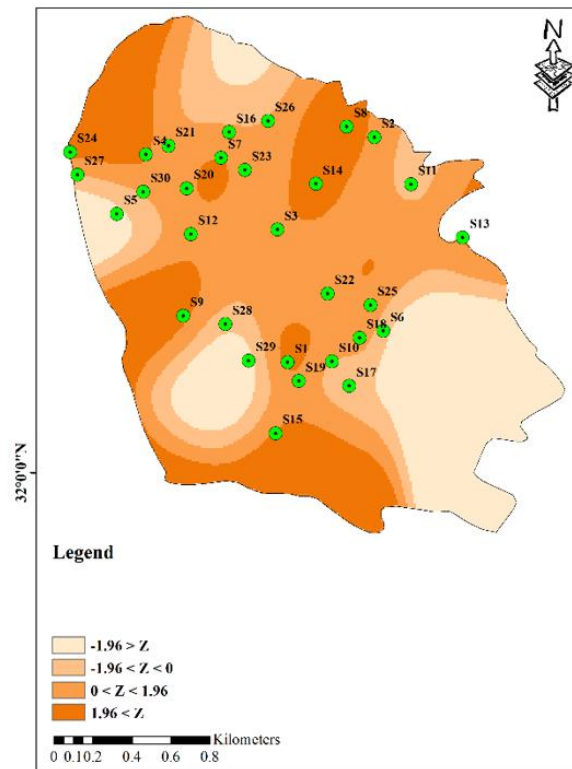 N
S26
S16
S8
S2
S21
S24
S4
S7
S23
S27
S14
S11
S20
S30
S5
S12
S3
S13
S22
S25
S9
S28
S18
S6
S1
S10
S29
S19
S17
S15
32°0'0"N
Legend
-1.96 > Z
-1.96 < Z < 0
0 < Z < 1.96
1.96 < Z
Kilometers
0 0.10.2 0.4 0.6 0.8